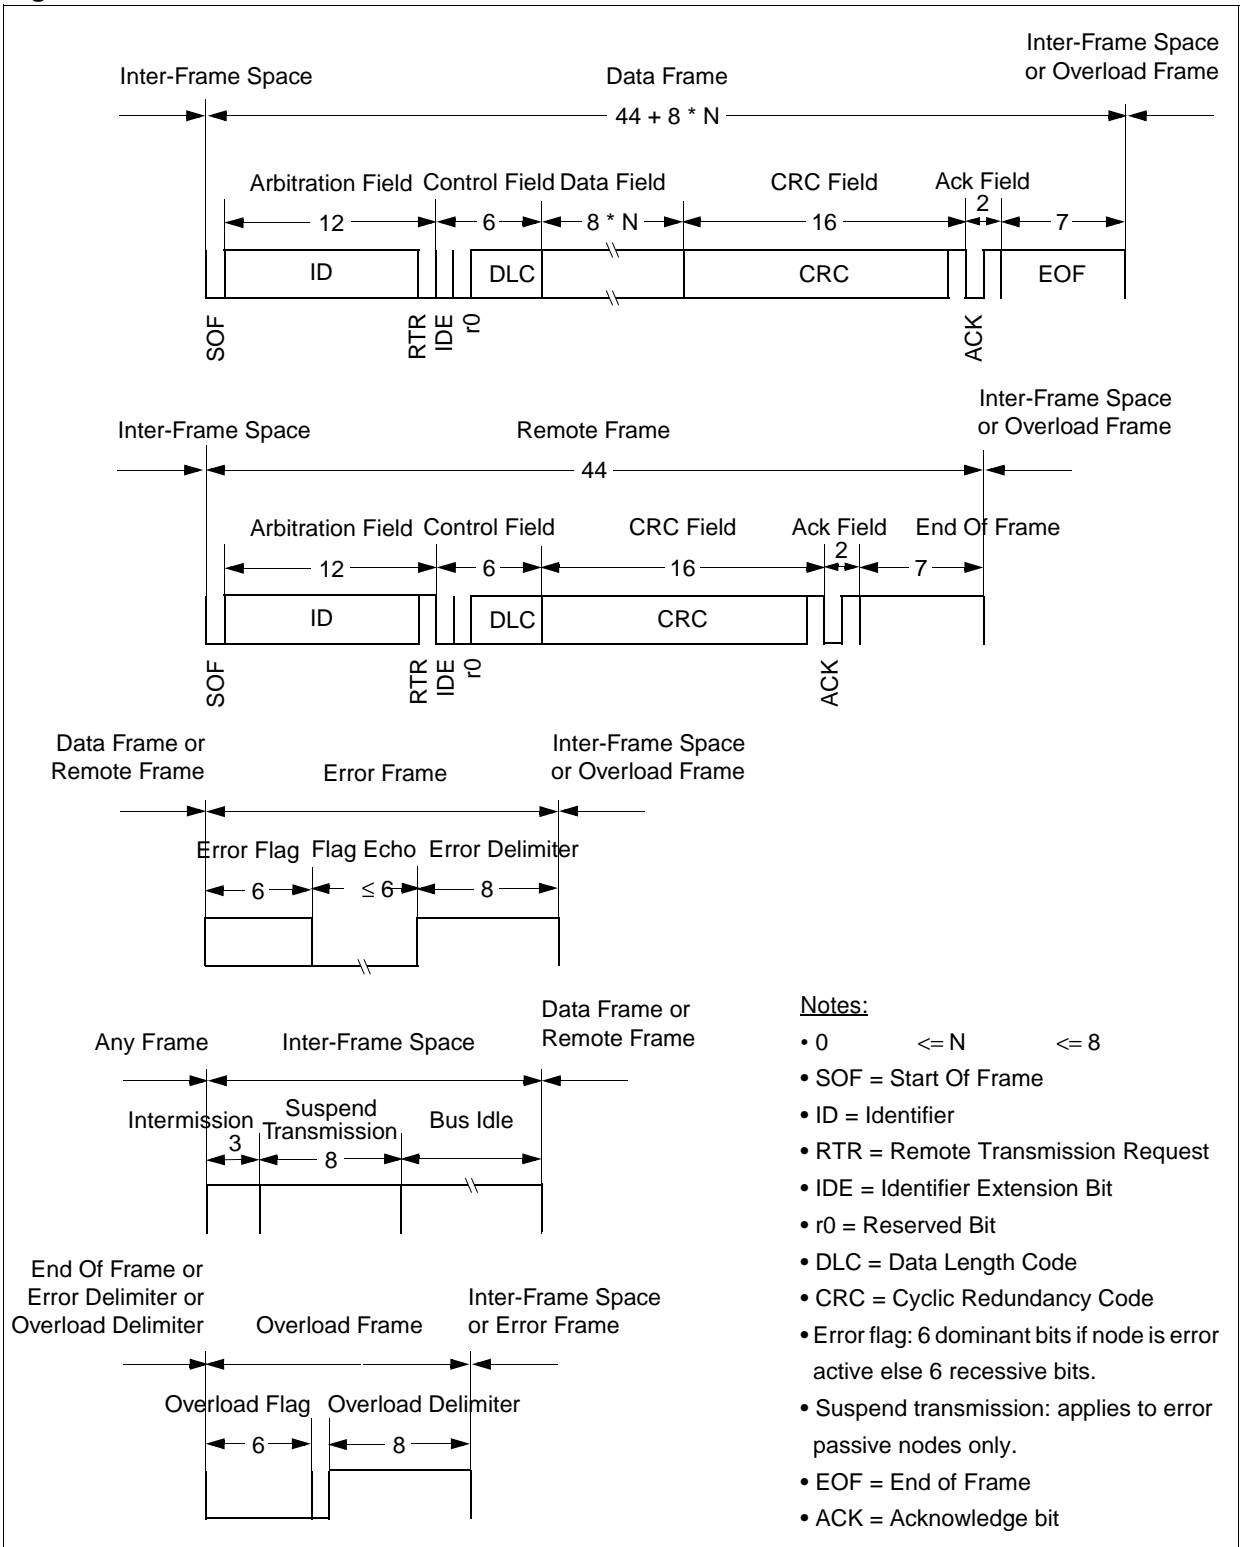 Inter-Frame Space
or Overload Frame
Inter-Frame Space
Data Frame
44 + 8 * N
Arbitration Field
Control Field
Data Field
CRC Field
Ack Field
12
6
8 * N
16
2
7
ID
DLC
CRC
EOF
SOF
RTR
IDE
r0
ACK
Inter-Frame Space
or Overload Frame
Inter-Frame Space
Remote Frame
44
Arbitration Field
Control Field
CRC Field
Ack Field
End Of Frame
12
6
16
2
7
ID
DLC
CRC
SOF
RTR
IDE
r0
ACK
Data Frame or
Remote Frame
Error Frame
Inter-Frame Space
or Overload Frame
Error Flag
Flag Echo
Error Delimiter
6
≤ 6
8
Any Frame
Inter-Frame Space
Data Frame or
Remote Frame
Intermission
Suspend
Transmission
Bus Idle
3
8
End Of Frame or
Error Delimiter or
Overload Delimiter
Overload Frame
Inter-Frame Space
or Error Frame
Overload Flag
Overload Delimiter
6
8
Notes:
• 0 <= N <= 8
• SOF = Start Of Frame
• ID = Identifier
• RTR = Remote Transmission Request
• IDE = Identifier Extension Bit
• r0 = Reserved Bit
• DLC = Data Length Code
• CRC = Cyclic Redundancy Code
• Error flag: 6 dominant bits if node is error
active else 6 recessive bits.
• Suspend transmission: applies to error
passive nodes only.
• EOF = End of Frame
• ACK = Acknowledge bit